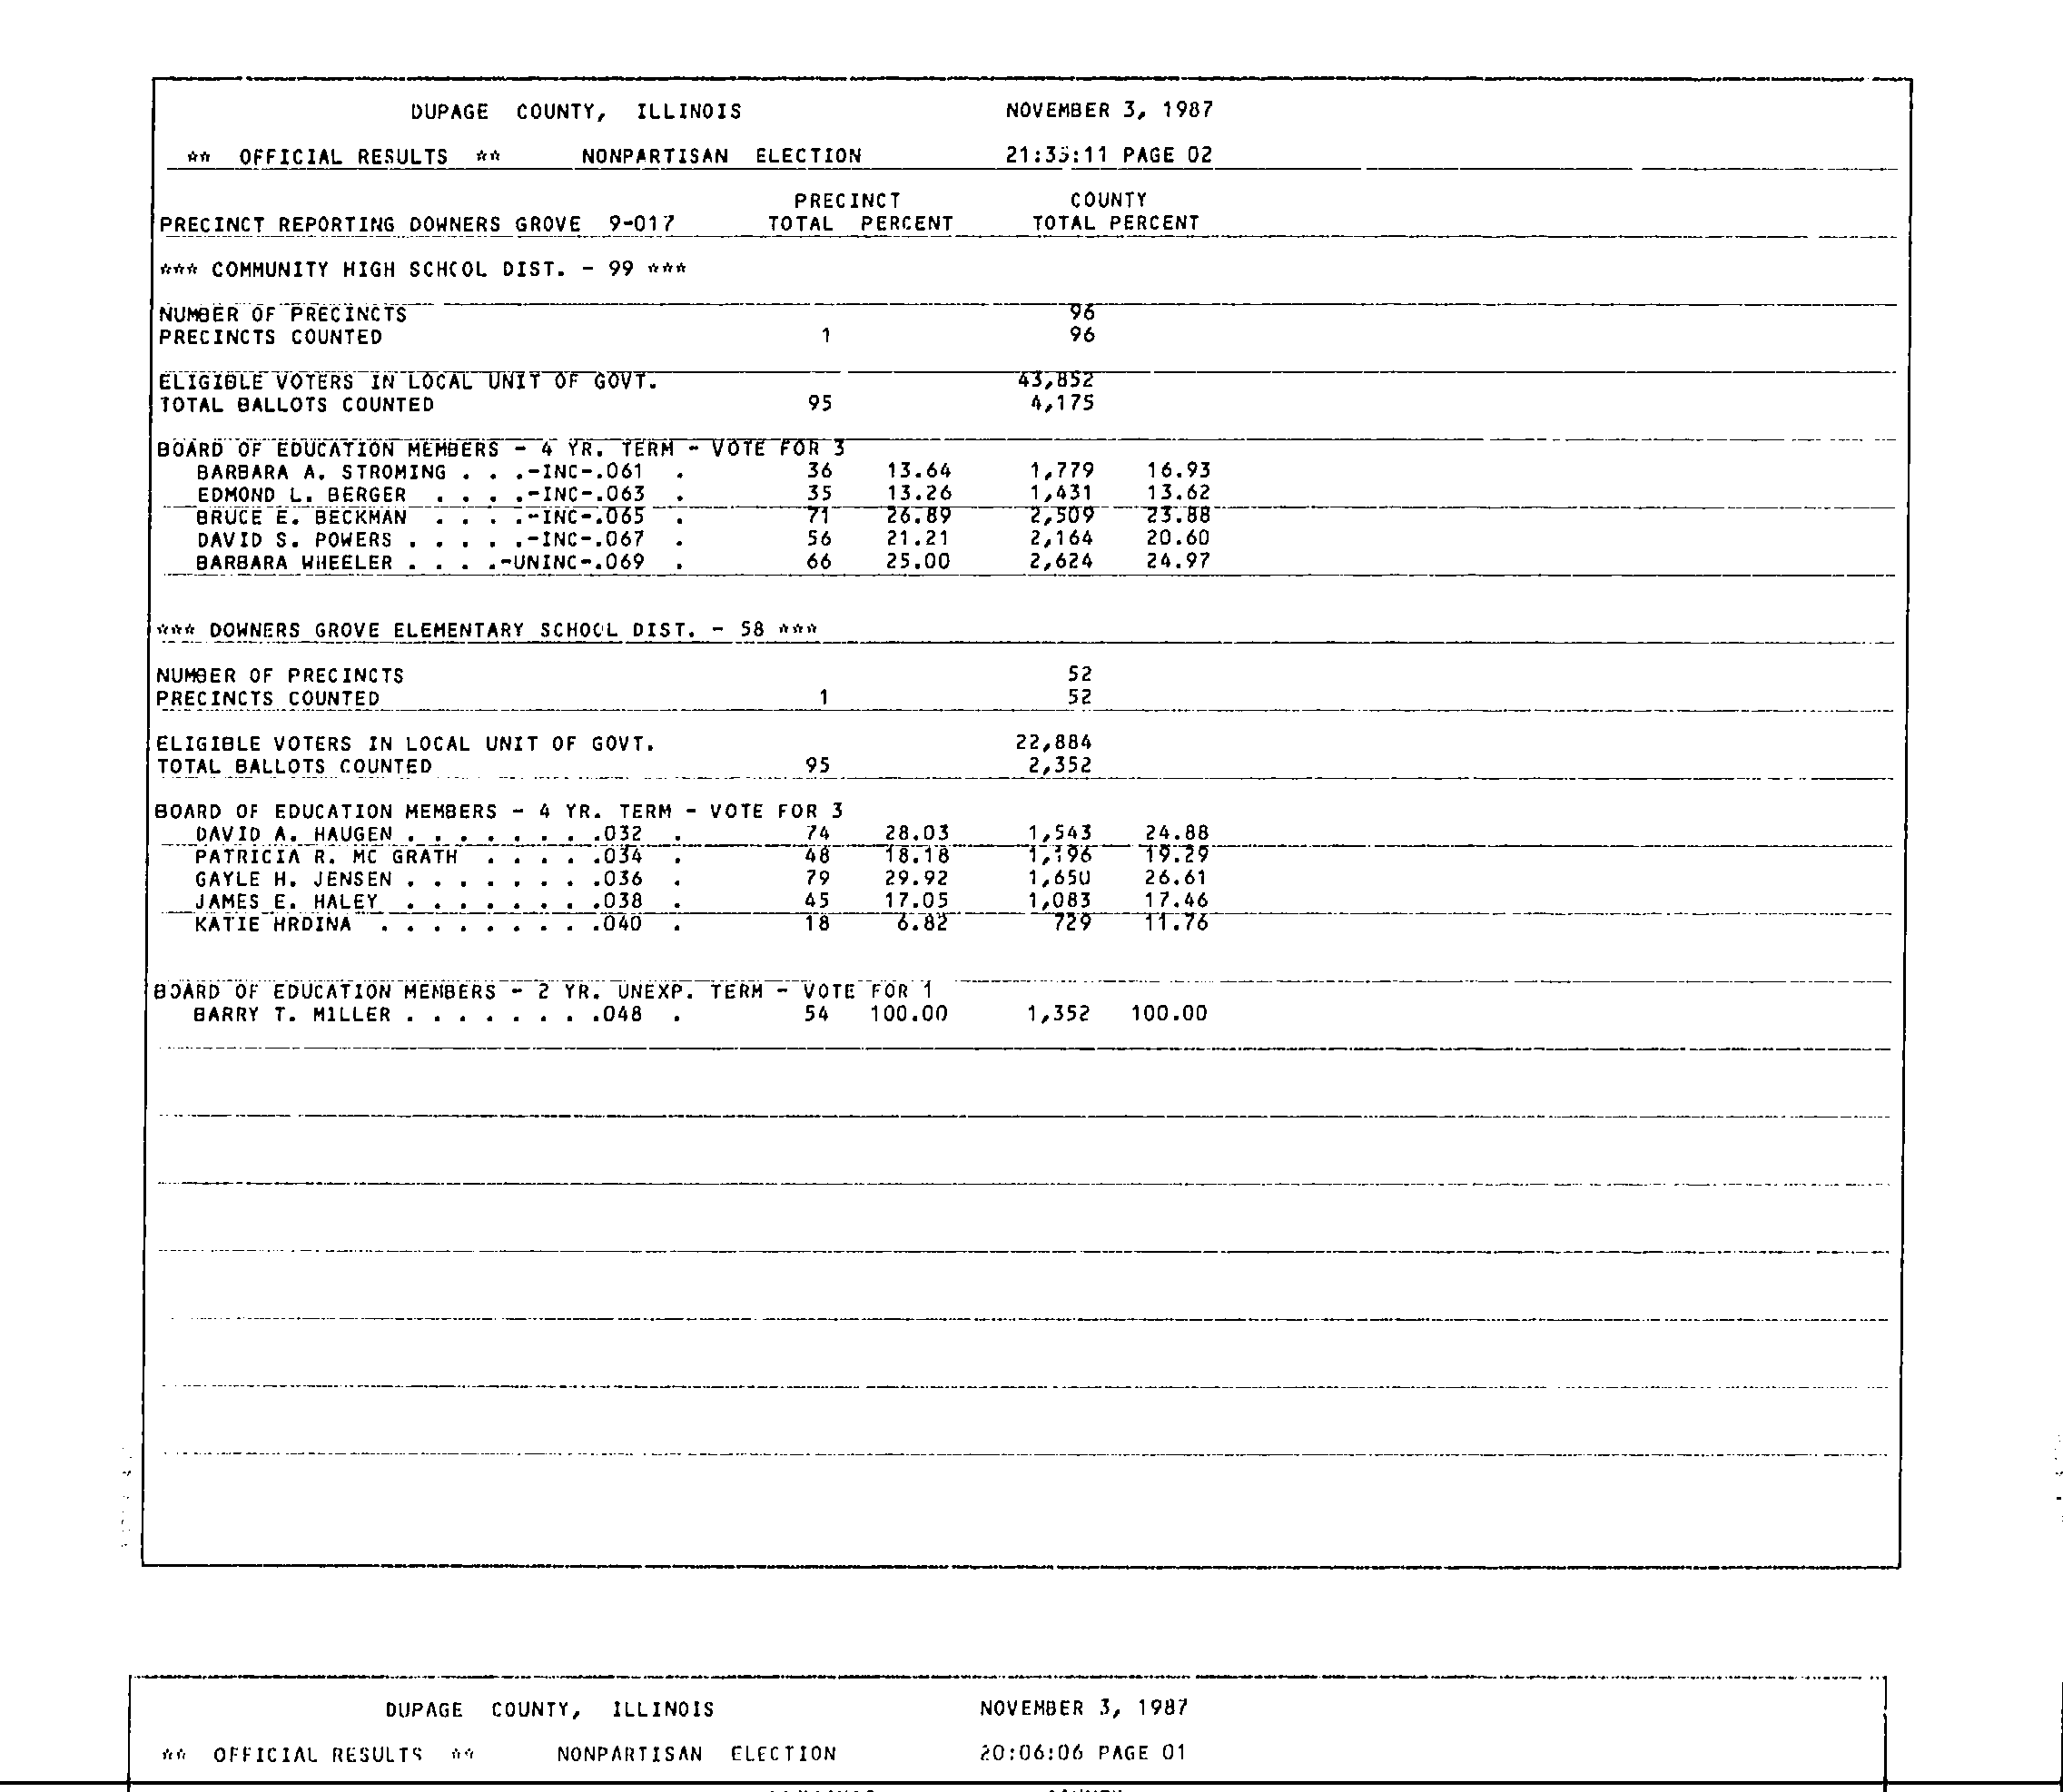 DUPAGE COUNTY, ILLINOIS NOVEMBER 3, 1987
** OFFICIAL RESULTS ** NONPARTISAN ELECTION 21:35:11 PAGE 02
PRECINCT COUNTY
PRECINCT REPORTING DOWNERS GROVE 9-017 TOTAL PERCENT TOTAL PERCENT
*** COMMUNITY HIGH SCHOOL DIST. - 99 ***
NUMBER OF PRECINCTS 96
PRECINCTS COUNTED 1 96
ELIGIBLE VOTERS IN LOCAL UNIT OF GOVT. 43,852
TOTAL BALLOTS COUNTED 95 4,175
BOARD OF EDUCATION MEMBERS - 4 YR. TERM - VOTE FOR 3
BARBARA A. STROMING . . .-INC-.061 . 36 13.64 1,779 16.93
EDMOND L. BERGER . . . .-INC-.063 . 35 13.26 1,431 13.62
BRUCE E. BECKMAN . . . .-INC-.065 . 71 26.89 2,509 23.88
DAVID S. POWERS . . . . .-INC-.067 . 56 21.21 2,164 20.60
BARBARA WHEELER . . . .-UNINC-.069 . 66 25.00 2,624 24.97
*** DOWNERS GROVE ELEMENTARY SCHOOL DIST. - 58 ***
NUMBER OF PRECINCTS 52
PRECINCTS COUNTED 1 52
ELIGIBLE VOTERS IN LOCAL UNIT OF GOVT. 22,884
TOTAL BALLOTS COUNTED 95 2,352
BOARD OF EDUCATION MEMBERS - 4 YR. TERM - VOTE FOR 3
DAVID A. HAUGEN . . . . . . . .032 . 74 28.03 1,543 24.88
PATRICIA R. MC GRATH . . . . .034 . 48 18.18 1,196 19.29
GAYLE H. JENSEN . . . . . . . .036 . 79 29.92 1,650 26.61
JAMES E. HALEY . . . . . . . .038 . 45 17.05 1,083 17.46
KATIE HRDINA . . . . . . . . .040 . 18 6.82 729 11.76
BOARD OF EDUCATION MEMBERS - 2 YR. UNEXP. TERM - VOTE FOR 1
BARRY T. MILLER . . . . . . . .048 . 54 100.00 1,352 100.00
DUPAGE COUNTY, ILLINOIS NOVEMBER 3, 1987
** OFFICIAL RESULTS ** NONPARTISAN ELECTION 20:06:06 PAGE 01